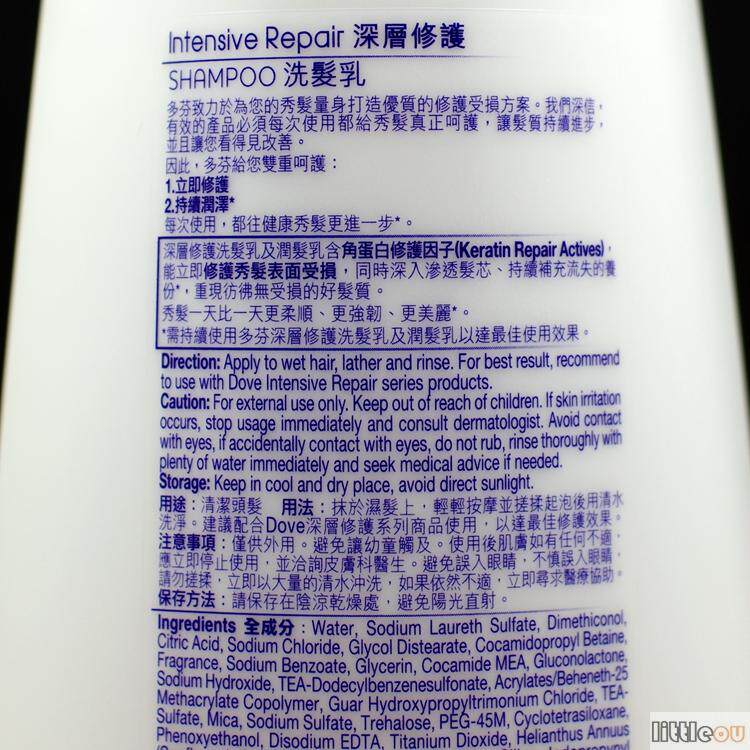 Intensive Repair 深層修護
SHAMPOO 洗髮乳
多芬致力於為您的秀髮量身打造優質的修護受損方案。我們深信,
有效的產品必須每次使用都給秀髮真正呵護,讓髮質持續進步,
並且讓您看得見改善。
因此,多芬給您雙重呵護:
1.立即修護
2.持續潤澤*
每次使用,都往健康秀髮更進一步*。
深層修護洗髮乳及潤髮乳含角蛋白修護因子(Keratin Repair Actives),
能立即修護秀髮表面受損,同時深入滲透髮芯、持續補充流失的養
份*,重現彷彿無受損的好髮質。
秀髮一天比一天更柔順、更強韌、更美麗*。
*需持續使用多芬深層修護洗髮乳及潤髮乳以達最佳使用效果。
Direction: Apply to wet hair, lather and rinse. For best result, recommend
to use with Dove Intensive Repair series products.
Caution: For external use only. Keep out of reach of children. If skin irritation
occurs, stop usage immediately and consult dermatologist. Avoid contact
with eyes, if accidentally contact with eyes, do not rub, rinse thoroughly with
plenty of water immediately and seek medical advice if needed.
Storage: Keep in cool and dry place, avoid direct sunlight.
用途:清潔頭髮 用法:抹於濕髮上,輕輕按摩並搓揉起泡後用清水
洗淨。建議配合Dove深層修護系列商品使用,以達最佳修護效果。
注意事項:僅供外用。避免讓幼童觸及。使用後肌膚如有任何不適,
應立即停止使用,並洽詢皮膚科醫生。避免誤入眼睛,不慎誤入眼睛,
請勿搓揉,立即以大量的清水沖洗,如果依然不適,立即尋求醫療協助。
保存方法:請保存在陰涼乾燥處,避免陽光直射。
Ingredients 全成分:Water, Sodium Laureth Sulfate, Dimethiconol,
Citric Acid, Sodium Chloride, Glycol Distearate, Cocamidopropyl Betaine,
Fragrance, Sodium Benzoate, Glycerin, Cocamide MEA, Gluconolactone,
Sodium Hydroxide, TEA-Dodecylbenzenesulfonate, Acrylates/Beheneth-25
Methacrylate Copolymer, Guar Hydroxypropyltrimonium Chloride, TEA-
Sulfate, Mica, Sodium Sulfate, Trehalose, PEG-45M, Cyclotetrasiloxane,
Phenoxyethanol, Disodium EDTA, Titanium Dioxide, Helianthus Annuus
littleou